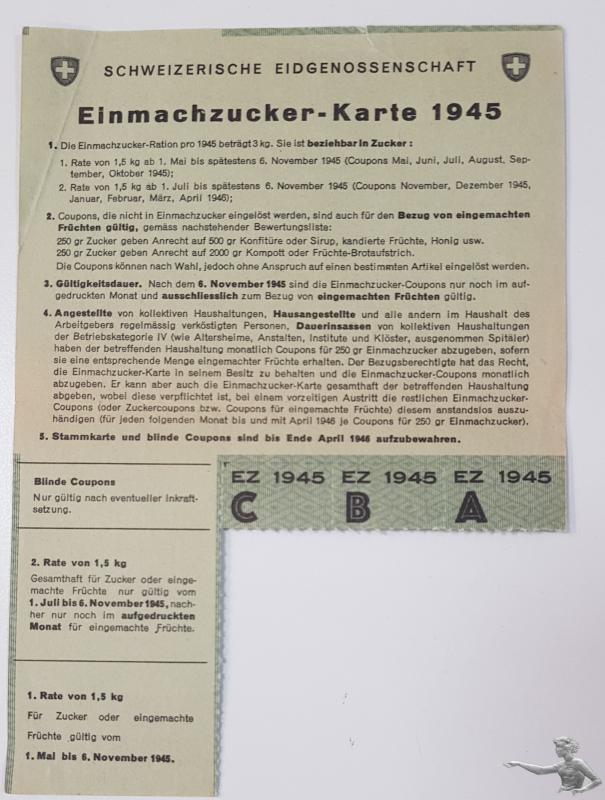 SCHWEIZERISCHE EIDGENOSSENSCHAFT
Einmachzucker-Karte 1945
1. Die Einmachzucker-Ration pro 1945 beträgt 3 kg. Sie ist beziehbar in Zucker:
1. Rate von 1,5 kg ab 1. Mai bis spätestens 6. November 1945 (Coupons Mai, Juni, Juli, August, Sep-
tember, Oktober 1945);
2. Rate von 1,5 kg ab 1. Juli bis spätestens 6. November 1945 (Coupons November, Dezember 1945,
Januar, Februar, März, April 1946);
2. Coupons, die nicht in Einmachzucker eingelöst werden, sind auch für den Bezug von eingemachten
Früchten gültig, gemäss nachstehender Bewertungsliste:
250 gr Zucker geben Anrecht auf 500 gr Konfitüre oder Sirup, kandierte Früchte, Honig usw.
250 gr Zucker geben Anrecht auf 2000 gr Kompott oder Früchte-Brotaufstrich.
Die Coupons können nach Wahl, jedoch ohne Anspruch auf einen bestimmten Artikel eingelöst werden.
3. Gültigkeitsdauer. Nach dem 6. November 1945 sind die Einmachzucker-Coupons nur noch im auf-
gedruckten Monat und ausschliesslich zum Bezug von eingemachten Früchten gültig.
4. Angestellte von kollektiven Haushaltungen, Hausangestellte und alle andern im Haushalt des
Arbeitgebers regelmässig verköstigten Personen, Dauerinsassen von kollektiven Haushaltungen
der Betriebskategorie IV (wie Altersheime, Anstalten, Institute und Klöster, ausgenommen Spitäler)
haben der betreffenden Haushaltung monatlich Coupons für 250 gr Einmachzucker abzugeben, sofern
sie eine entsprechende Menge eingemachter Früchte erhalten. Der Bezugsberechtigte hat das Recht,
die Einmachzucker-Karte in seinem Besitz zu behalten und die Einmachzucker-Coupons monatlich
abzugeben. Er kann aber auch die Einmachzucker-Karte gesamthaft der betreffenden Haushaltung
abgeben, wobei diese verpflichtet ist, bei einem vorzeitigen Austritt die restlichen Einmachzucker-
Coupons (oder Zuckercoupons bzw. Coupons für eingemachte Früchte) diesem anstandslos auszu-
händigen (für jeden folgenden Monat bis und mit April 1946 je Coupons für 250 gr Einmachzucker).
5. Stammkarte und blinde Coupons sind bis Ende April 1946 aufzubewahren.
EZ 1945 EZ 1945 EZ 1945
C B A
Blinde Coupons
Nur gültig nach eventueller Inkraft-
setzung.
2. Rate von 1,5 kg
Gesamthaft für Zucker oder einge-
machte Früchte nur gültig vom
1. Juli bis 6. November 1945, nach-
her nur noch im aufgedruckten
Monat für eingemachte Früchte.
1. Rate von 1,5 kg
Für Zucker oder eingemachte
Früchte gültig vom
1. Mai bis 6. November 1945.